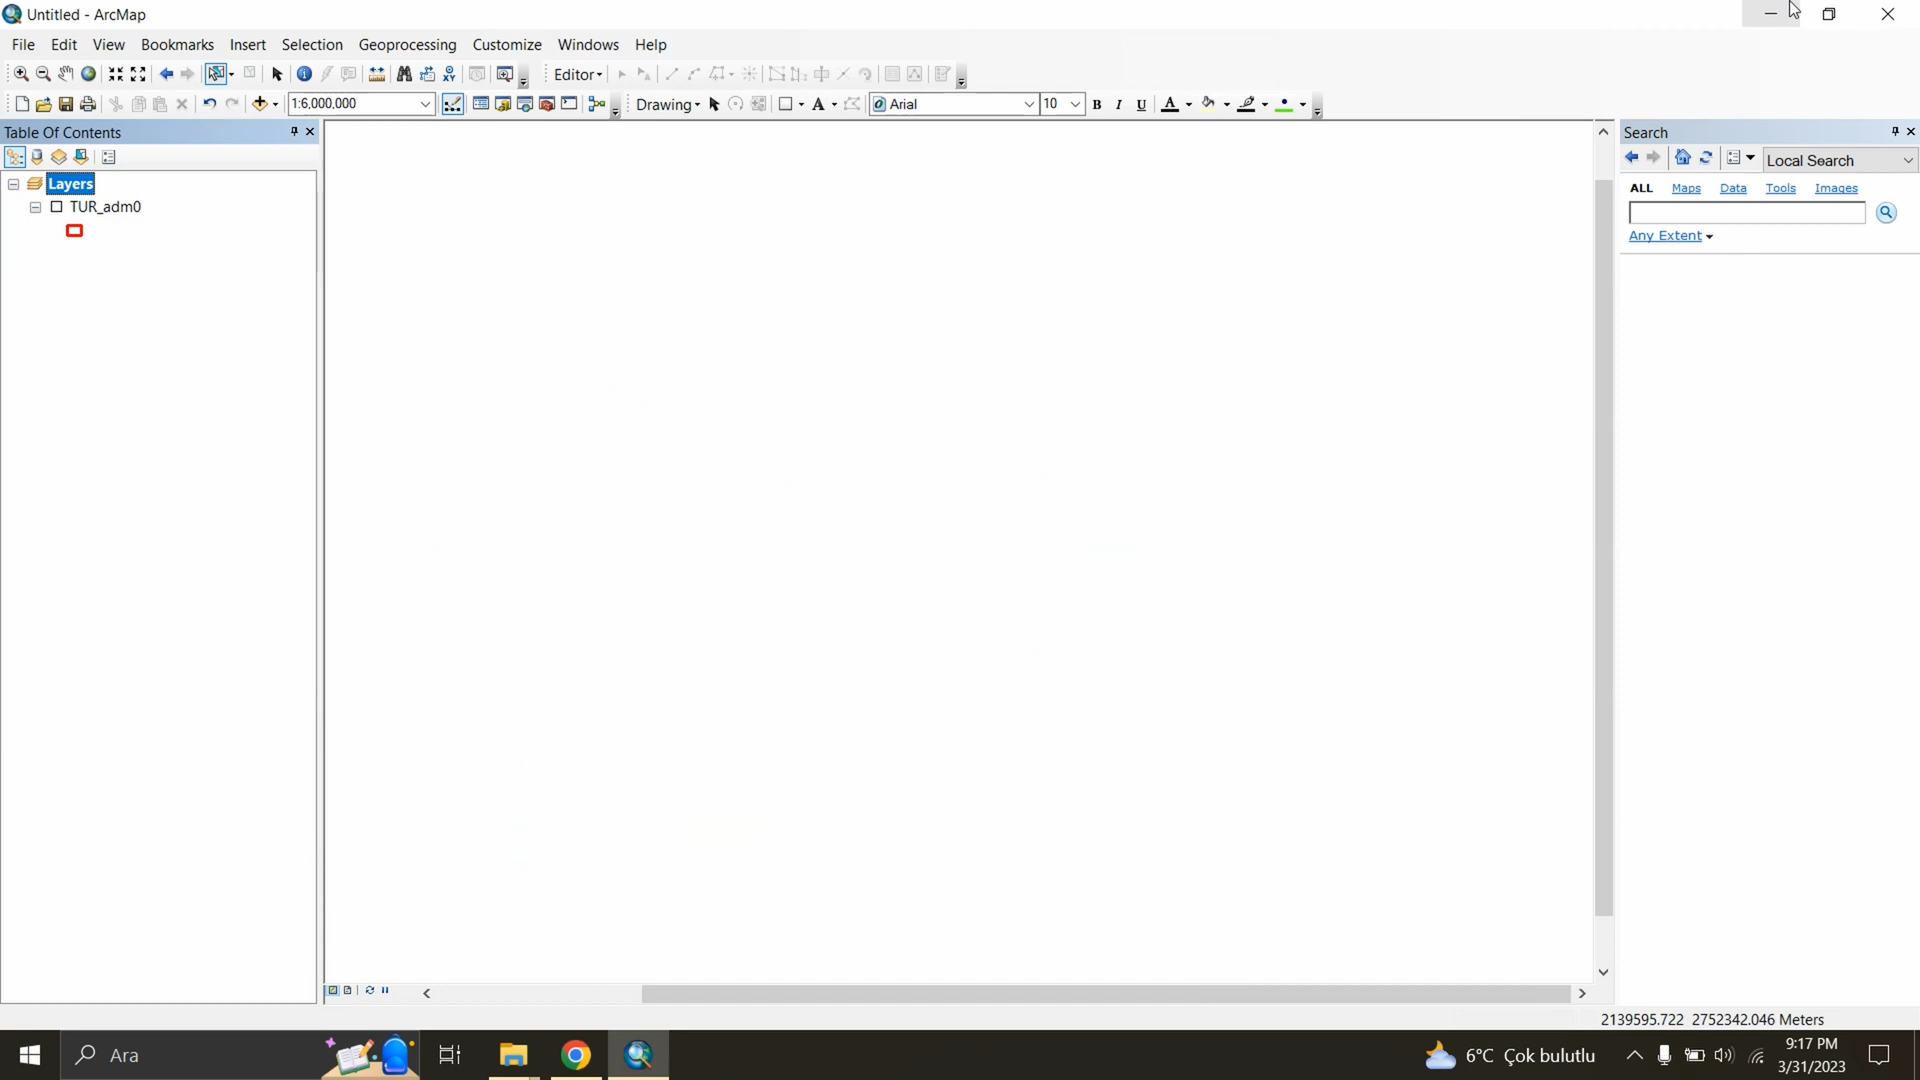 Untitled - ArcMap
File Edit View Bookmarks Insert Selection Geoprocessing Customize Windows Help
Editor
1:6,000,000 Drawing A Arial 10 B I U A
Table Of Contents
Search
Local Search
Layers
ALL Maps Data Tools Images
TUR_adm0
Any Extent
2139595.722 2752342.046 Meters
Ara
6°C Çok bulutlu
9:17 PM
3/31/2023